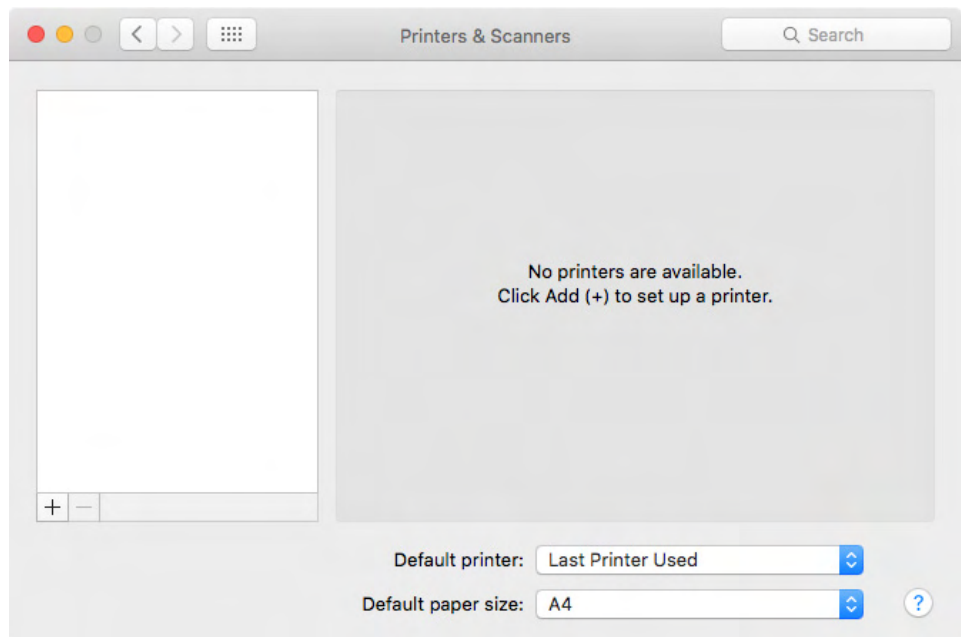 Printers & Scanners
Search
No printers are available.
Click Add (+) to set up a printer.
+ −
Default printer: Last Printer Used
Default paper size: A4
?